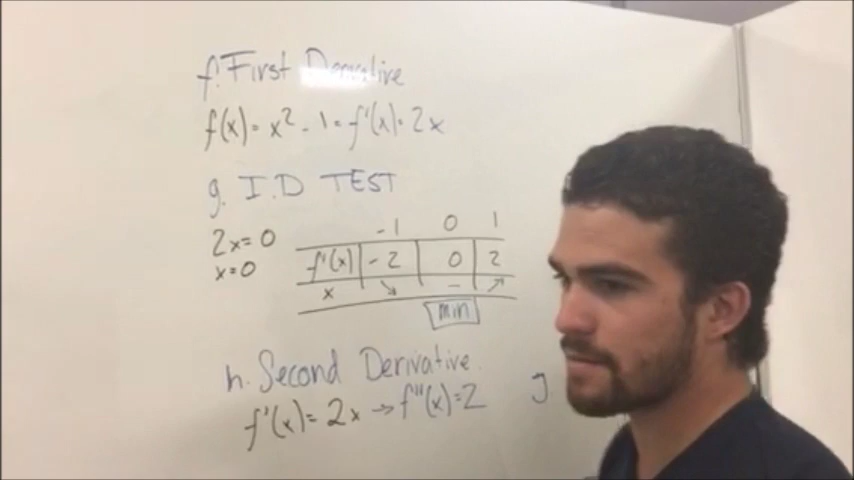 f. First Derivative
f(x) = x² - 1 = f'(x) = 2x
g. I.D TEST
2x = 0
x = 0
-1 0 1
f'(x) -2 0 2
x ↘ - ↗
min
h. Second Derivative.
f'(x) = 2x → f''(x) = 2